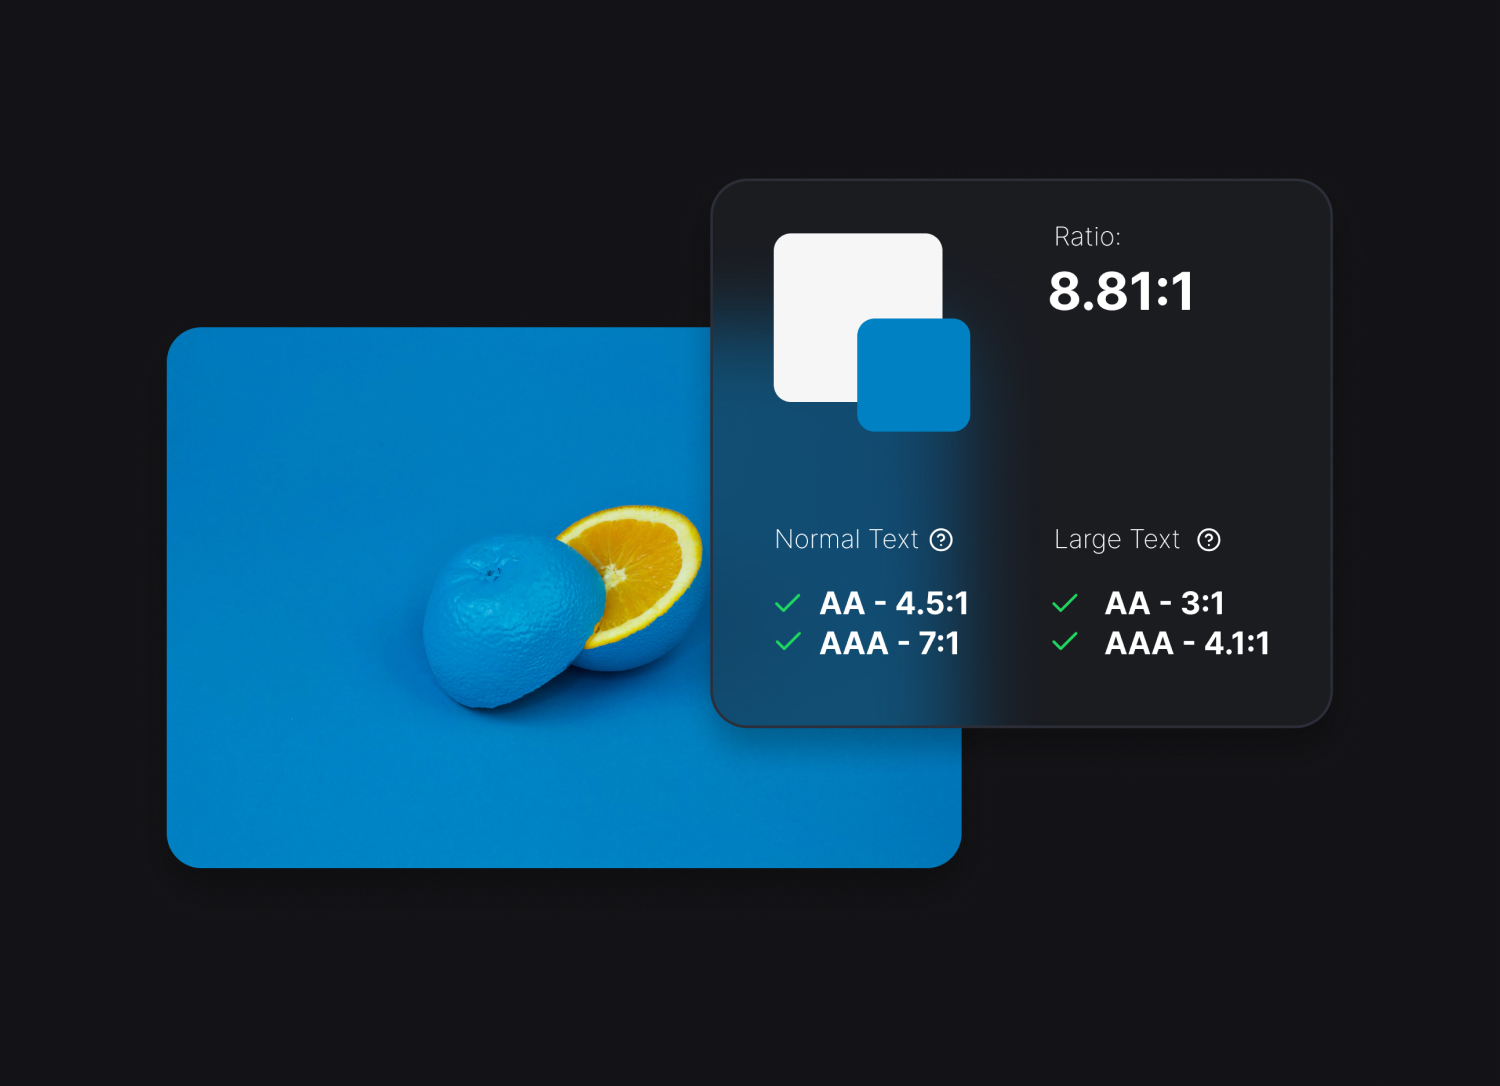 Ratio:
8.81:1
Normal Text
Large Text
AA - 4.5:1
AA - 3:1
AAA - 7:1
AAA - 4.1:1